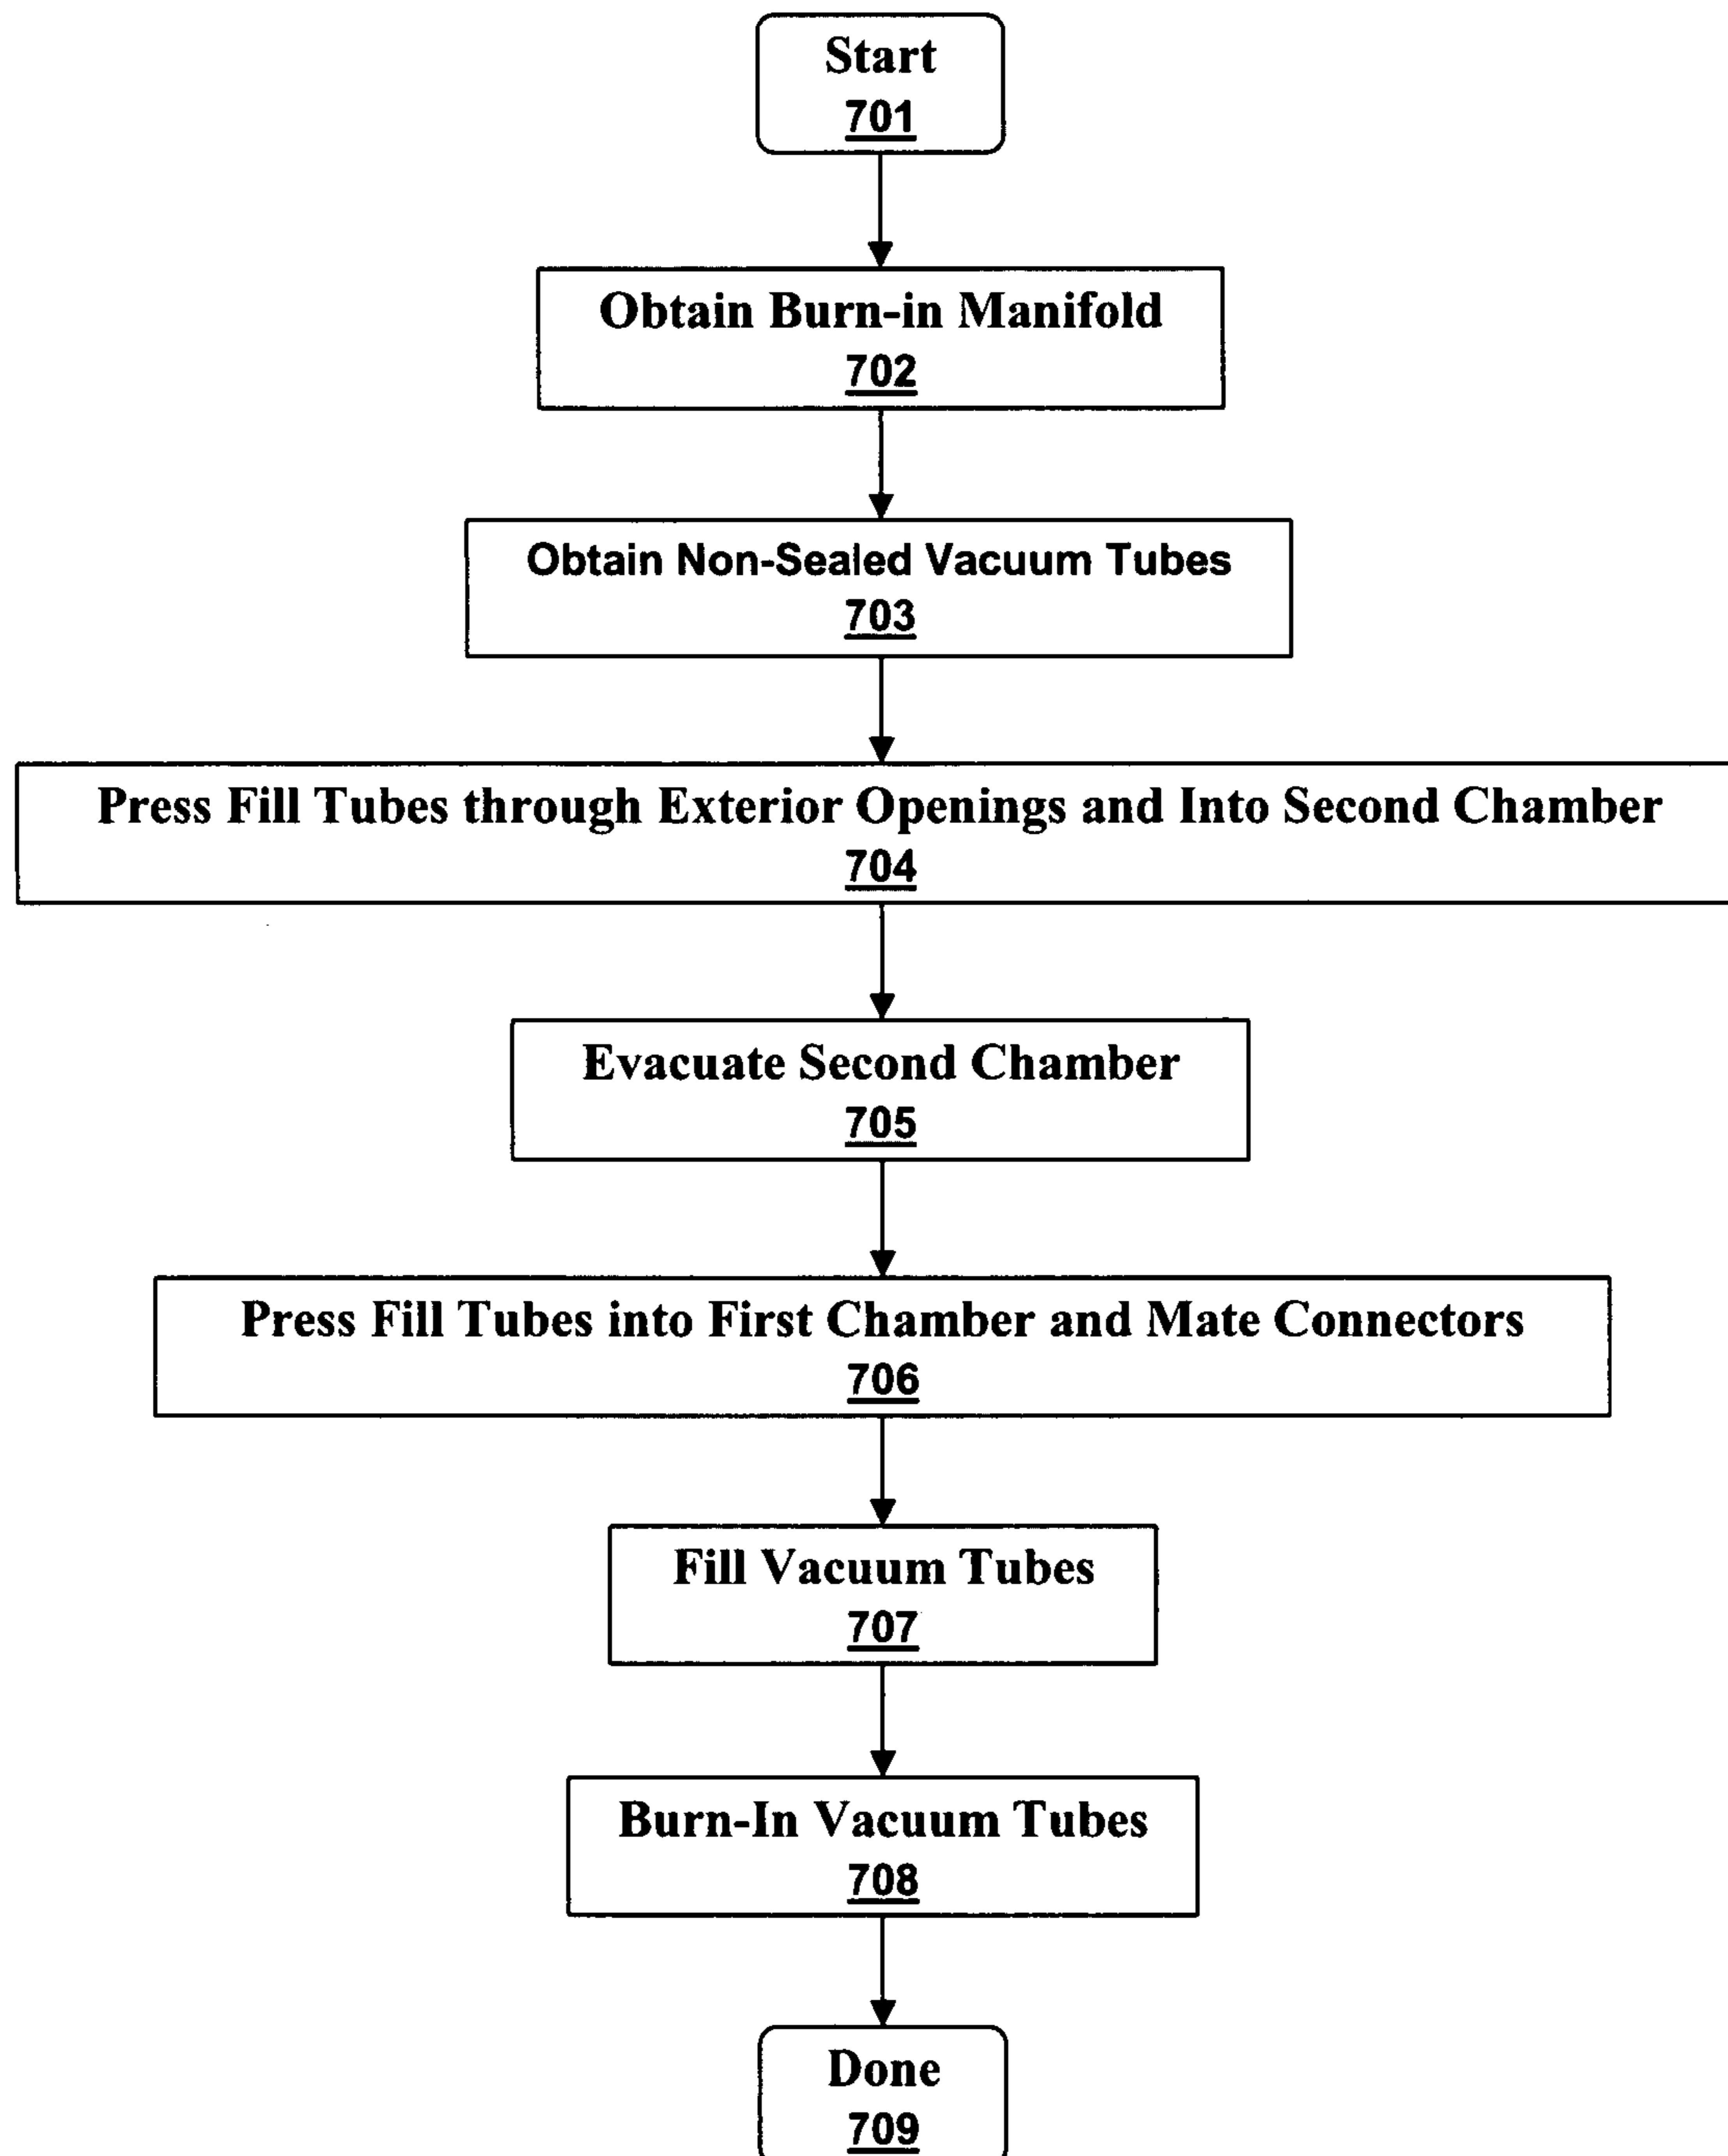 Start
701
Obtain Burn-in Manifold
702
Obtain Non-Sealed Vacuum Tubes
703
Press Fill Tubes through Exterior Openings and Into Second Chamber
704
Evacuate Second Chamber
705
Press Fill Tubes into First Chamber and Mate Connectors
706
Fill Vacuum Tubes
707
Burn-In Vacuum Tubes
708
Done
709